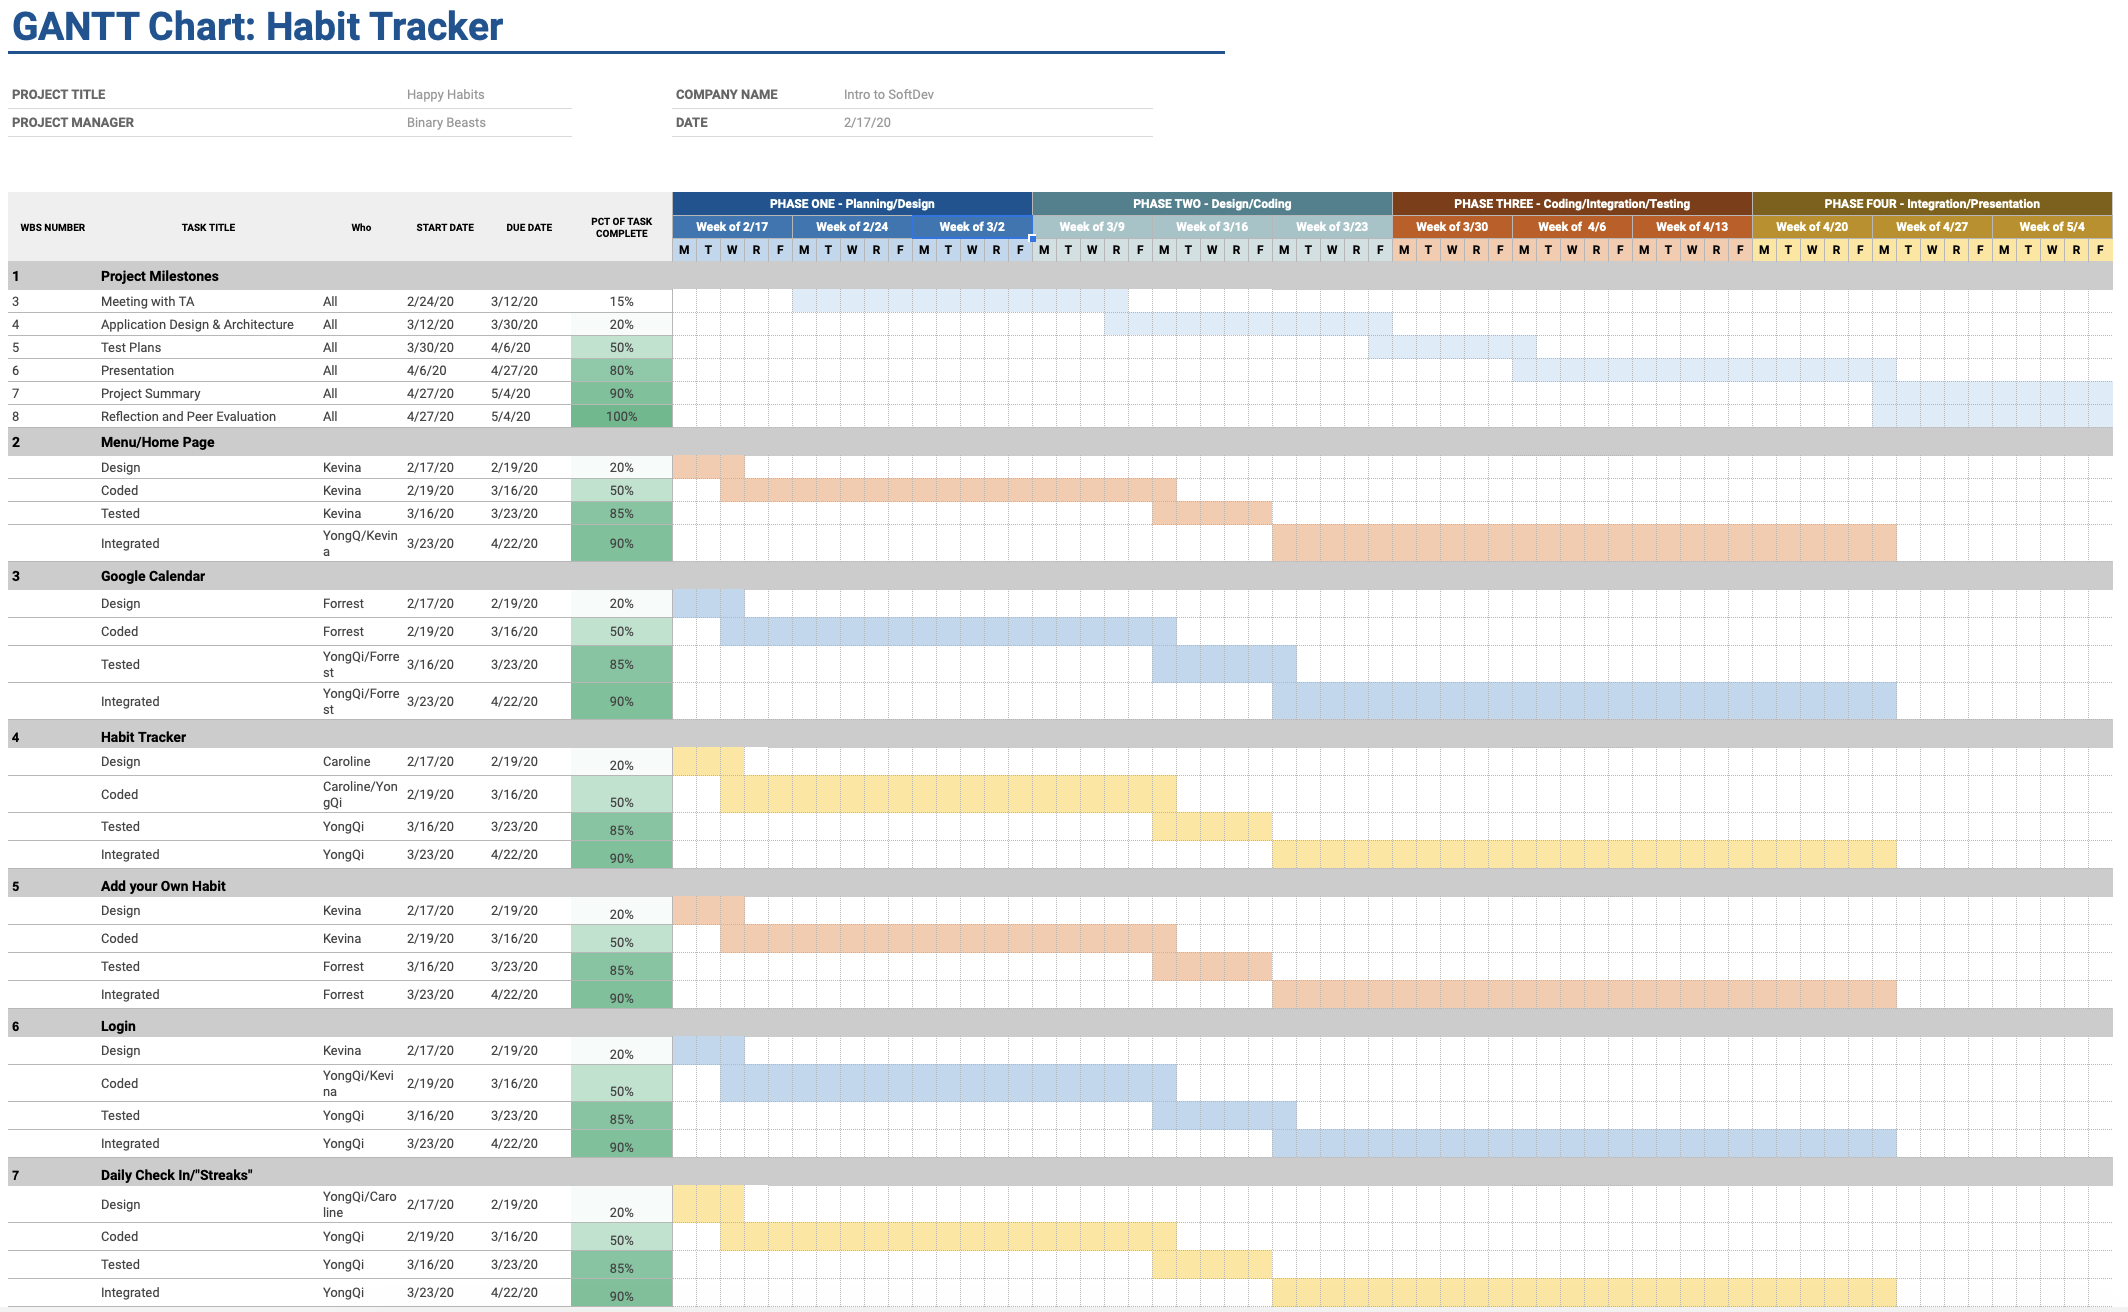 GANTT Chart: Habit Tracker
PROJECT TITLE Happy Habits COMPANY NAME Intro to SoftDev
PROJECT MANAGER Binary Beasts DATE 2/17/20
WBS NUMBER TASK TITLE Who START DATE DUE DATE PCT OF TASK COMPLETE
PHASE ONE - Planning/Design PHASE TWO - Design/Coding PHASE THREE - Coding/Integration/Testing PHASE FOUR - Integration/Presentation
Week of 2/17 Week of 2/24 Week of 3/2 Week of 3/9 Week of 3/16 Week of 3/23 Week of 3/30 Week of 4/6 Week of 4/13 Week of 4/20 Week of 4/27 Week of 5/4
M T W R F M T W R F M T W R F M T W R F M T W R F M T W R F M T W R F M T W R F M T W R F M T W R F M T W R F M T W R F
1 Project Milestones
3 Meeting with TA All 2/24/20 3/12/20 15%
4 Application Design & Architecture All 3/12/20 3/30/20 20%
5 Test Plans All 3/30/20 4/6/20 50%
6 Presentation All 4/6/20 4/27/20 80%
7 Project Summary All 4/27/20 5/4/20 90%
8 Reflection and Peer Evaluation All 4/27/20 5/4/20 100%
2 Menu/Home Page
Design Kevina 2/17/20 2/19/20 20%
Coded Kevina 2/19/20 3/16/20 50%
Tested Kevina 3/16/20 3/23/20 85%
Integrated YongQ/Kevina 3/23/20 4/22/20 90%
3 Google Calendar
Design Forrest 2/17/20 2/19/20 20%
Coded Forrest 2/19/20 3/16/20 50%
Tested YongQi/Forrest 3/16/20 3/23/20 85%
Integrated YongQi/Forrest 3/23/20 4/22/20 90%
4 Habit Tracker
Design Caroline 2/17/20 2/19/20 20%
Coded Caroline/YongQi 2/19/20 3/16/20 50%
Tested YongQi 3/16/20 3/23/20 85%
Integrated YongQi 3/23/20 4/22/20 90%
5 Add your Own Habit
Design Kevina 2/17/20 2/19/20 20%
Coded Kevina 2/19/20 3/16/20 50%
Tested Forrest 3/16/20 3/23/20 85%
Integrated Forrest 3/23/20 4/22/20 90%
6 Login
Design Kevina 2/17/20 2/19/20 20%
Coded YongQi/Kevina 2/19/20 3/16/20 50%
Tested YongQi 3/16/20 3/23/20 85%
Integrated YongQi 3/23/20 4/22/20 90%
7 Daily Check In/"Streaks"
Design YongQi/Caroline 2/17/20 2/19/20 20%
Coded YongQi 2/19/20 3/16/20 50%
Tested YongQi 3/16/20 3/23/20 85%
Integrated YongQi 3/23/20 4/22/20 90%